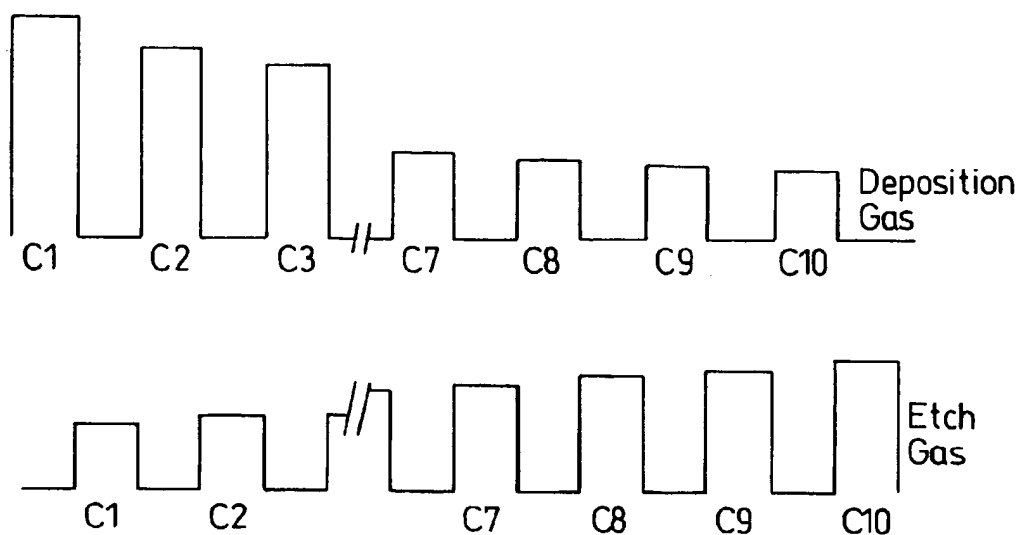 Deposition
Gas
C1 C2 C3 C7 C8 C9 C10
Etch
Gas
C1 C2 C7 C8 C9 C10